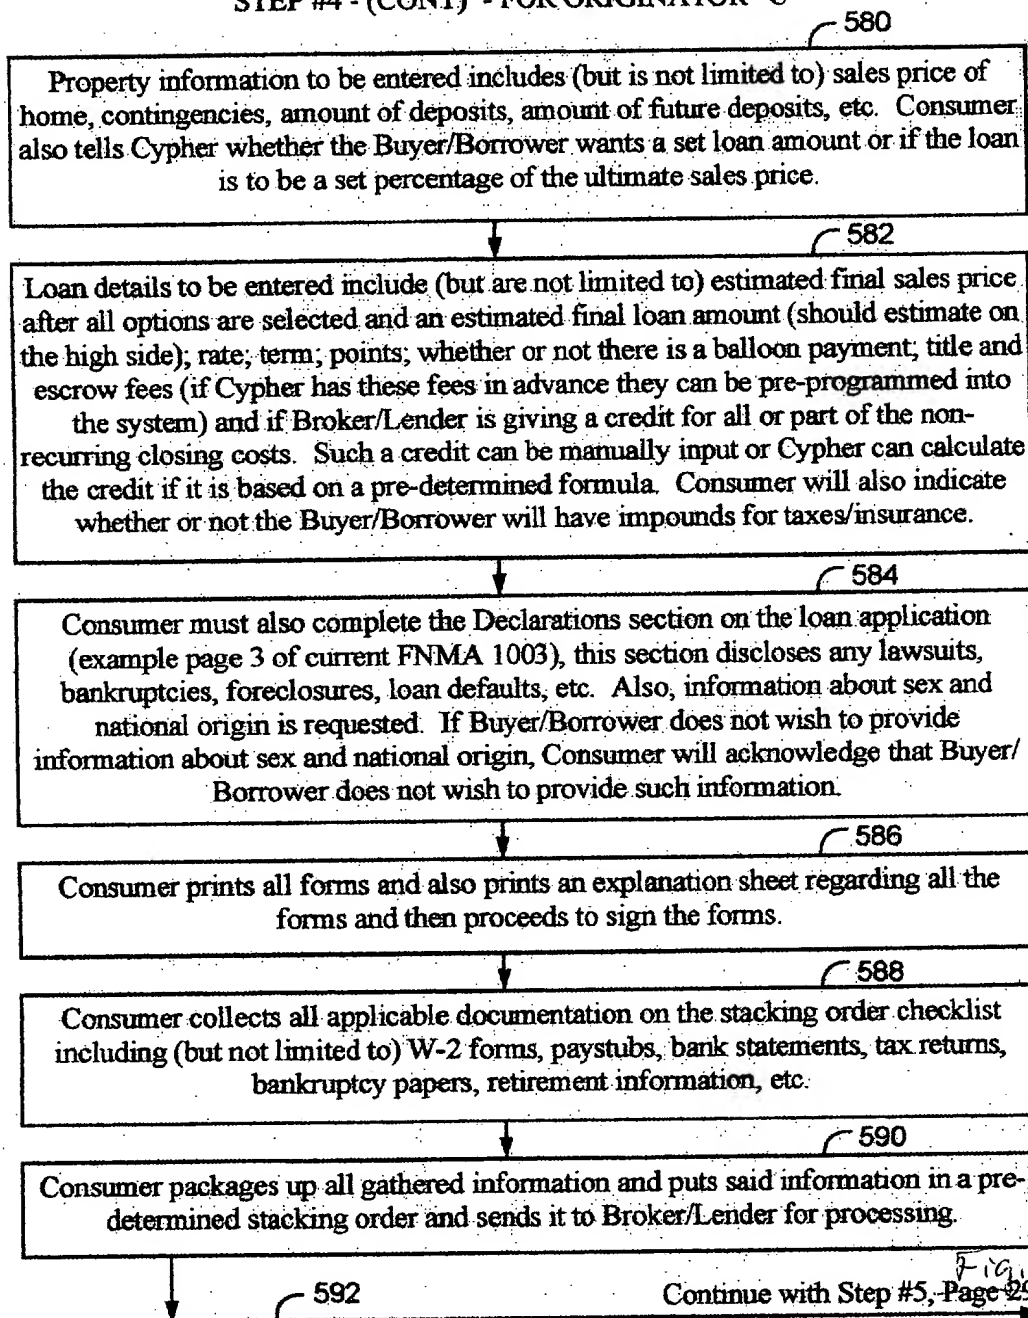 STEP #4 - (CONT) - FOR ORIGINATOR "C"
580
Property information to be entered includes (but is not limited to) sales price of
home, contingencies, amount of deposits, amount of future deposits, etc. Consumer
also tells Cypher whether the Buyer/Borrower wants a set loan amount or if the loan
is to be a set percentage of the ultimate sales price.
582
Loan details to be entered include (but are not limited to) estimated final sales price
after all options are selected and an estimated final loan amount (should estimate on
the high side); rate; term; points; whether or not there is a balloon payment; title and
escrow fees (if Cypher has these fees in advance they can be pre-programmed into
the system) and if Broker/Lender is giving a credit for all or part of the non-
recurring closing costs. Such a credit can be manually input or Cypher can calculate
the credit if it is based on a pre-determined formula. Consumer will also indicate
whether or not the Buyer/Borrower will have impounds for taxes/insurance.
584
Consumer must also complete the Declarations section on the loan application
(example page 3 of current FNMA 1003), this section discloses any lawsuits,
bankruptcies, foreclosures, loan defaults, etc. Also, information about sex and
national origin is requested. If Buyer/Borrower does not wish to provide
information about sex and national origin, Consumer will acknowledge that Buyer/
Borrower does not wish to provide such information.
586
Consumer prints all forms and also prints an explanation sheet regarding all the
forms and then proceeds to sign the forms.
588
Consumer collects all applicable documentation on the stacking order checklist
including (but not limited to) W-2 forms, paystubs, bank statements, tax returns,
bankruptcy papers, retirement information, etc.
590
Consumer packages up all gathered information and puts said information in a pre-
determined stacking order and sends it to Broker/Lender for processing.
Fig.
592
Continue with Step #5, Page 29